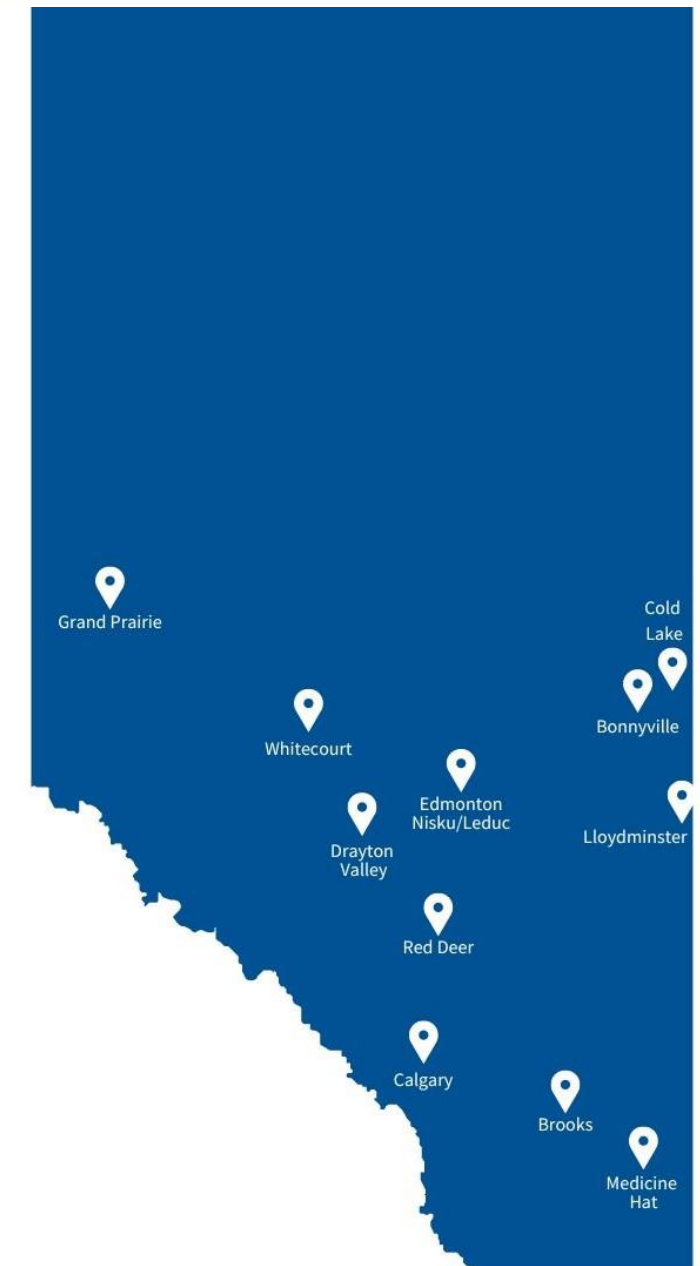 Cold
Lake
Grand Prairie
Bonnyville
Whitecourt
Edmonton
Nisku/Leduc
Lloydminster
Drayton
Valley
Red Deer
Calgary
Brooks
Medicine
Hat